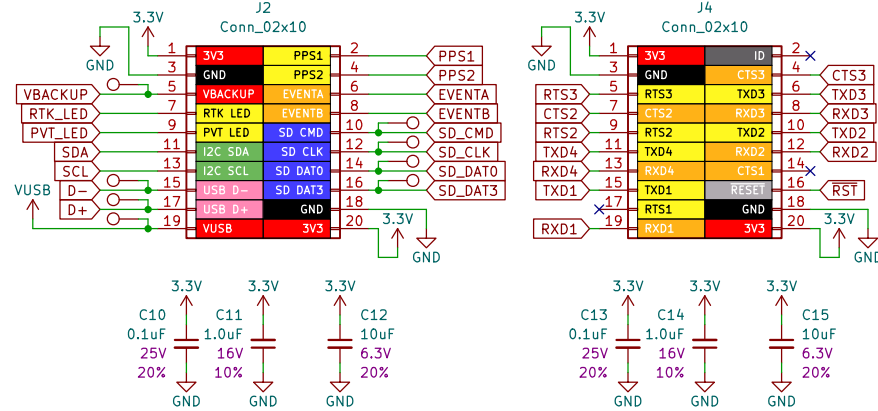 J2
Conn_02x10
3.3V
GND
1 3V3 PPS1 2 PPS1
3 GND PPS2 4 PPS2
VBACKUP 5 VBACKUP EVENTA 6 EVENTA
RTK_LED 7 RTK LED EVENTB 8 EVENTB
PVT_LED 9 PVT LED SD CMD 10 SD_CMD
SDA 11 I2C SDA SD CLK 12 SD_CLK
SCL 13 I2C SCL SD DAT0 14 SD_DAT0
D- 15 USB D- SD DAT3 16 SD_DAT3
D+ 17 USB D+ GND 18
19 VUSB 3V3 20
VUSB
3.3V
GND
J4
Conn_02x10
3.3V
GND
1 3V3 ID 2
3 GND CTS3 4 CTS3
RTS3 5 RTS3 TXD3 6 TXD3
CTS2 7 CTS2 RXD3 8 RXD3
RTS2 9 RTS2 TXD2 10 TXD2
TXD4 11 TXD4 RXD2 12 RXD2
RXD4 13 RXD4 CTS1 14
TXD1 15 TXD1 RESET 16 RST
17 RTS1 GND 18
RXD1 19 RXD1 3V3 20
3.3V
GND
3.3V
C10
0.1uF
25V
20%
GND
3.3V
C11
1.0uF
16V
10%
GND
3.3V
C12
10uF
6.3V
20%
GND
3.3V
C13
0.1uF
25V
20%
GND
3.3V
C14
1.0uF
16V
10%
GND
3.3V
C15
10uF
6.3V
20%
GND